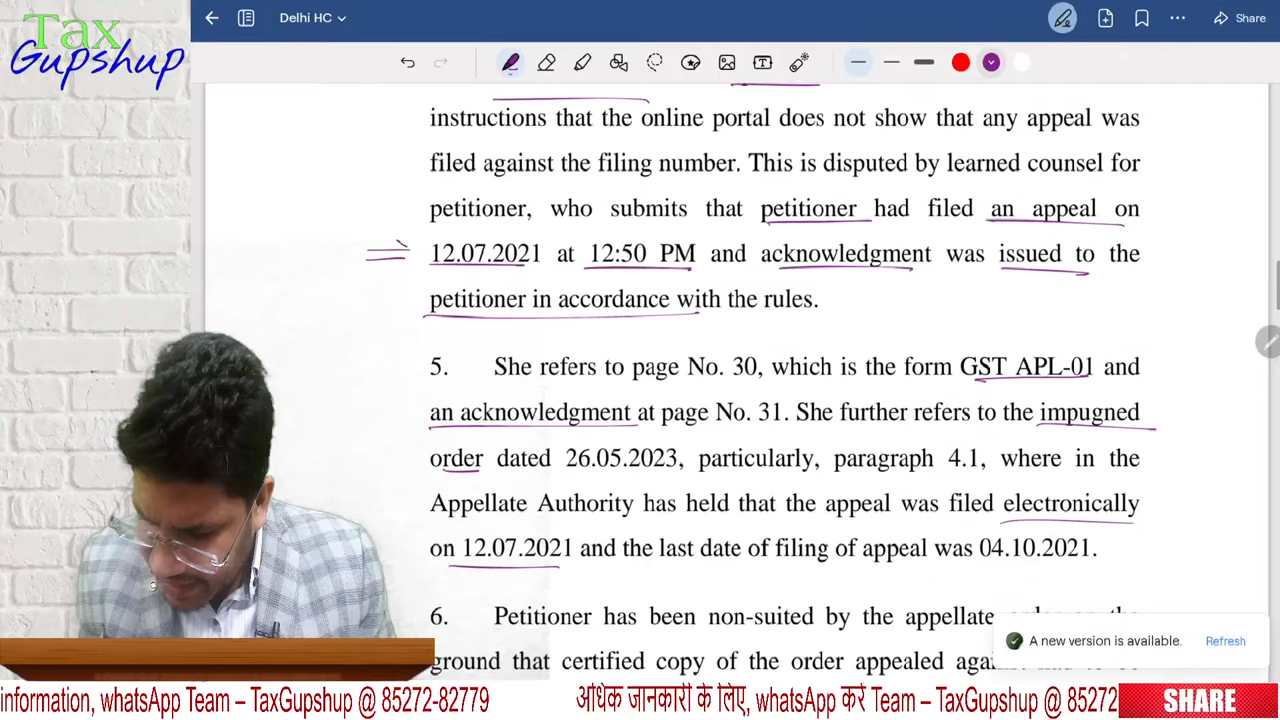 Tax
Gupshup
Delhi HC
Share
instructions that the online portal does not show that any appeal was
filed against the filing number. This is disputed by learned counsel for
petitioner, who submits that petitioner had filed an appeal on
12.07.2021 at 12:50 PM and acknowledgment was issued to the
petitioner in accordance with the rules.
5. She refers to page No. 30, which is the form GST APL-01 and
an acknowledgment at page No. 31. She further refers to the impugned
order dated 26.05.2023, particularly, paragraph 4.1, where in the
Appellate Authority has held that the appeal was filed electronically
on 12.07.2021 and the last date of filing of appeal was 04.10.2021.
6. Petitioner has been non-suited by the appellate
ground that certified copy of the order appealed
A new version is available. Refresh
information, whatsApp Team – TaxGupshup @ 85272-82779 अधिक जानकारी के लिए, whatsApp करें Team – TaxGupshup @ 85272
SHARE